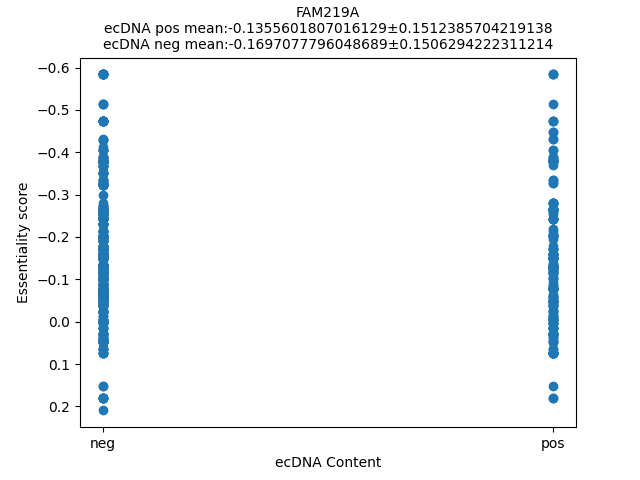 FAM219A
ecDNA pos mean:-0.1355601807016129±0.1512385704219138
ecDNA neg mean:-0.1697077796048689±0.1506294222311214
−0.6
−0.5
−0.4
−0.3
−0.2
−0.1
0.0
0.1
0.2
Essentiality score
neg
pos
ecDNA Content